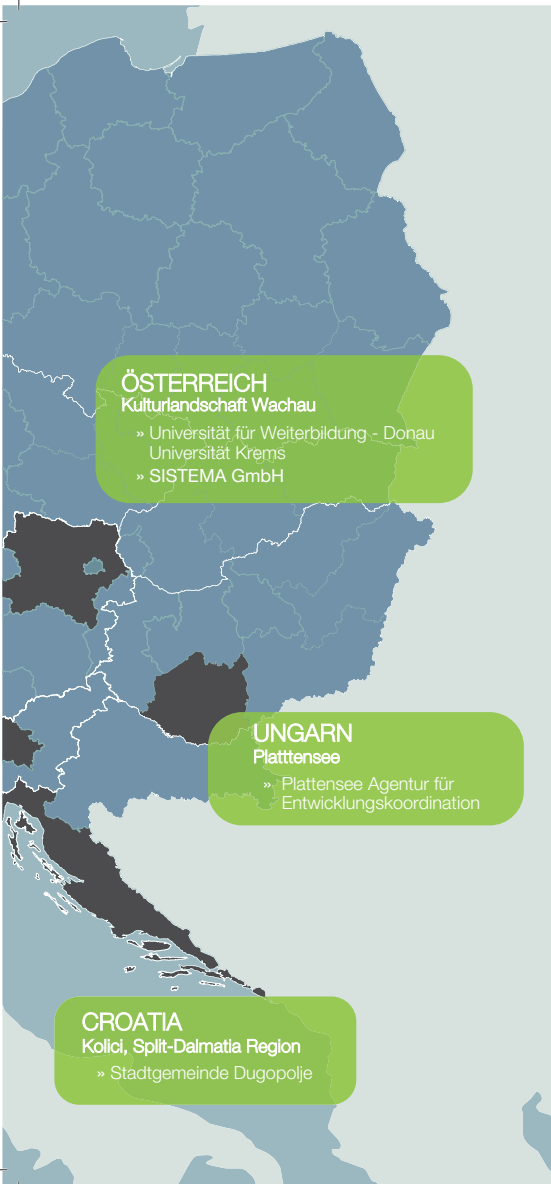 ÖSTERREICH
Kulturlandschaft Wachau
» Universität für Weiterbildung - Donau
Universität Krems
» SISTEMA GmbH
UNGARN
Platttensee
» Plattensee Agentur für
Entwicklungskoordination
CROATIA
Kolici, Split-Dalmatia Region
» Stadtgemeinde Dugopolje